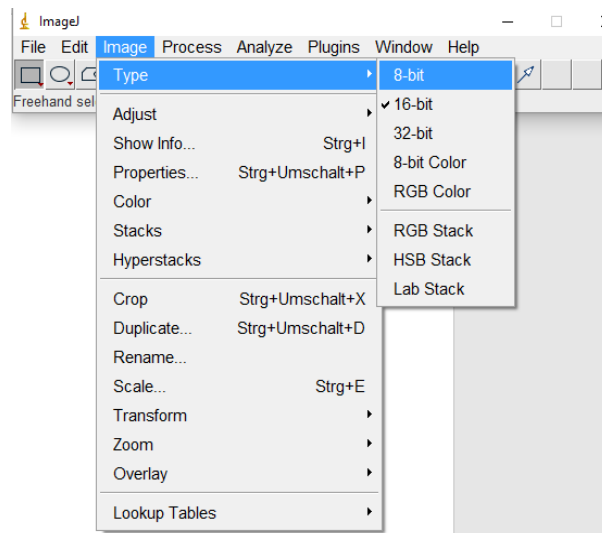 ImageJ
File Edit Image Process Analyze Plugins Window Help
Freehand sel
Type
Adjust
Show Info... Strg+I
Properties... Strg+Umschalt+P
Color
Stacks
Hyperstacks
Crop Strg+Umschalt+X
Duplicate... Strg+Umschalt+D
Rename...
Scale... Strg+E
Transform
Zoom
Overlay
Lookup Tables
8-bit
16-bit
32-bit
8-bit Color
RGB Color
RGB Stack
HSB Stack
Lab Stack